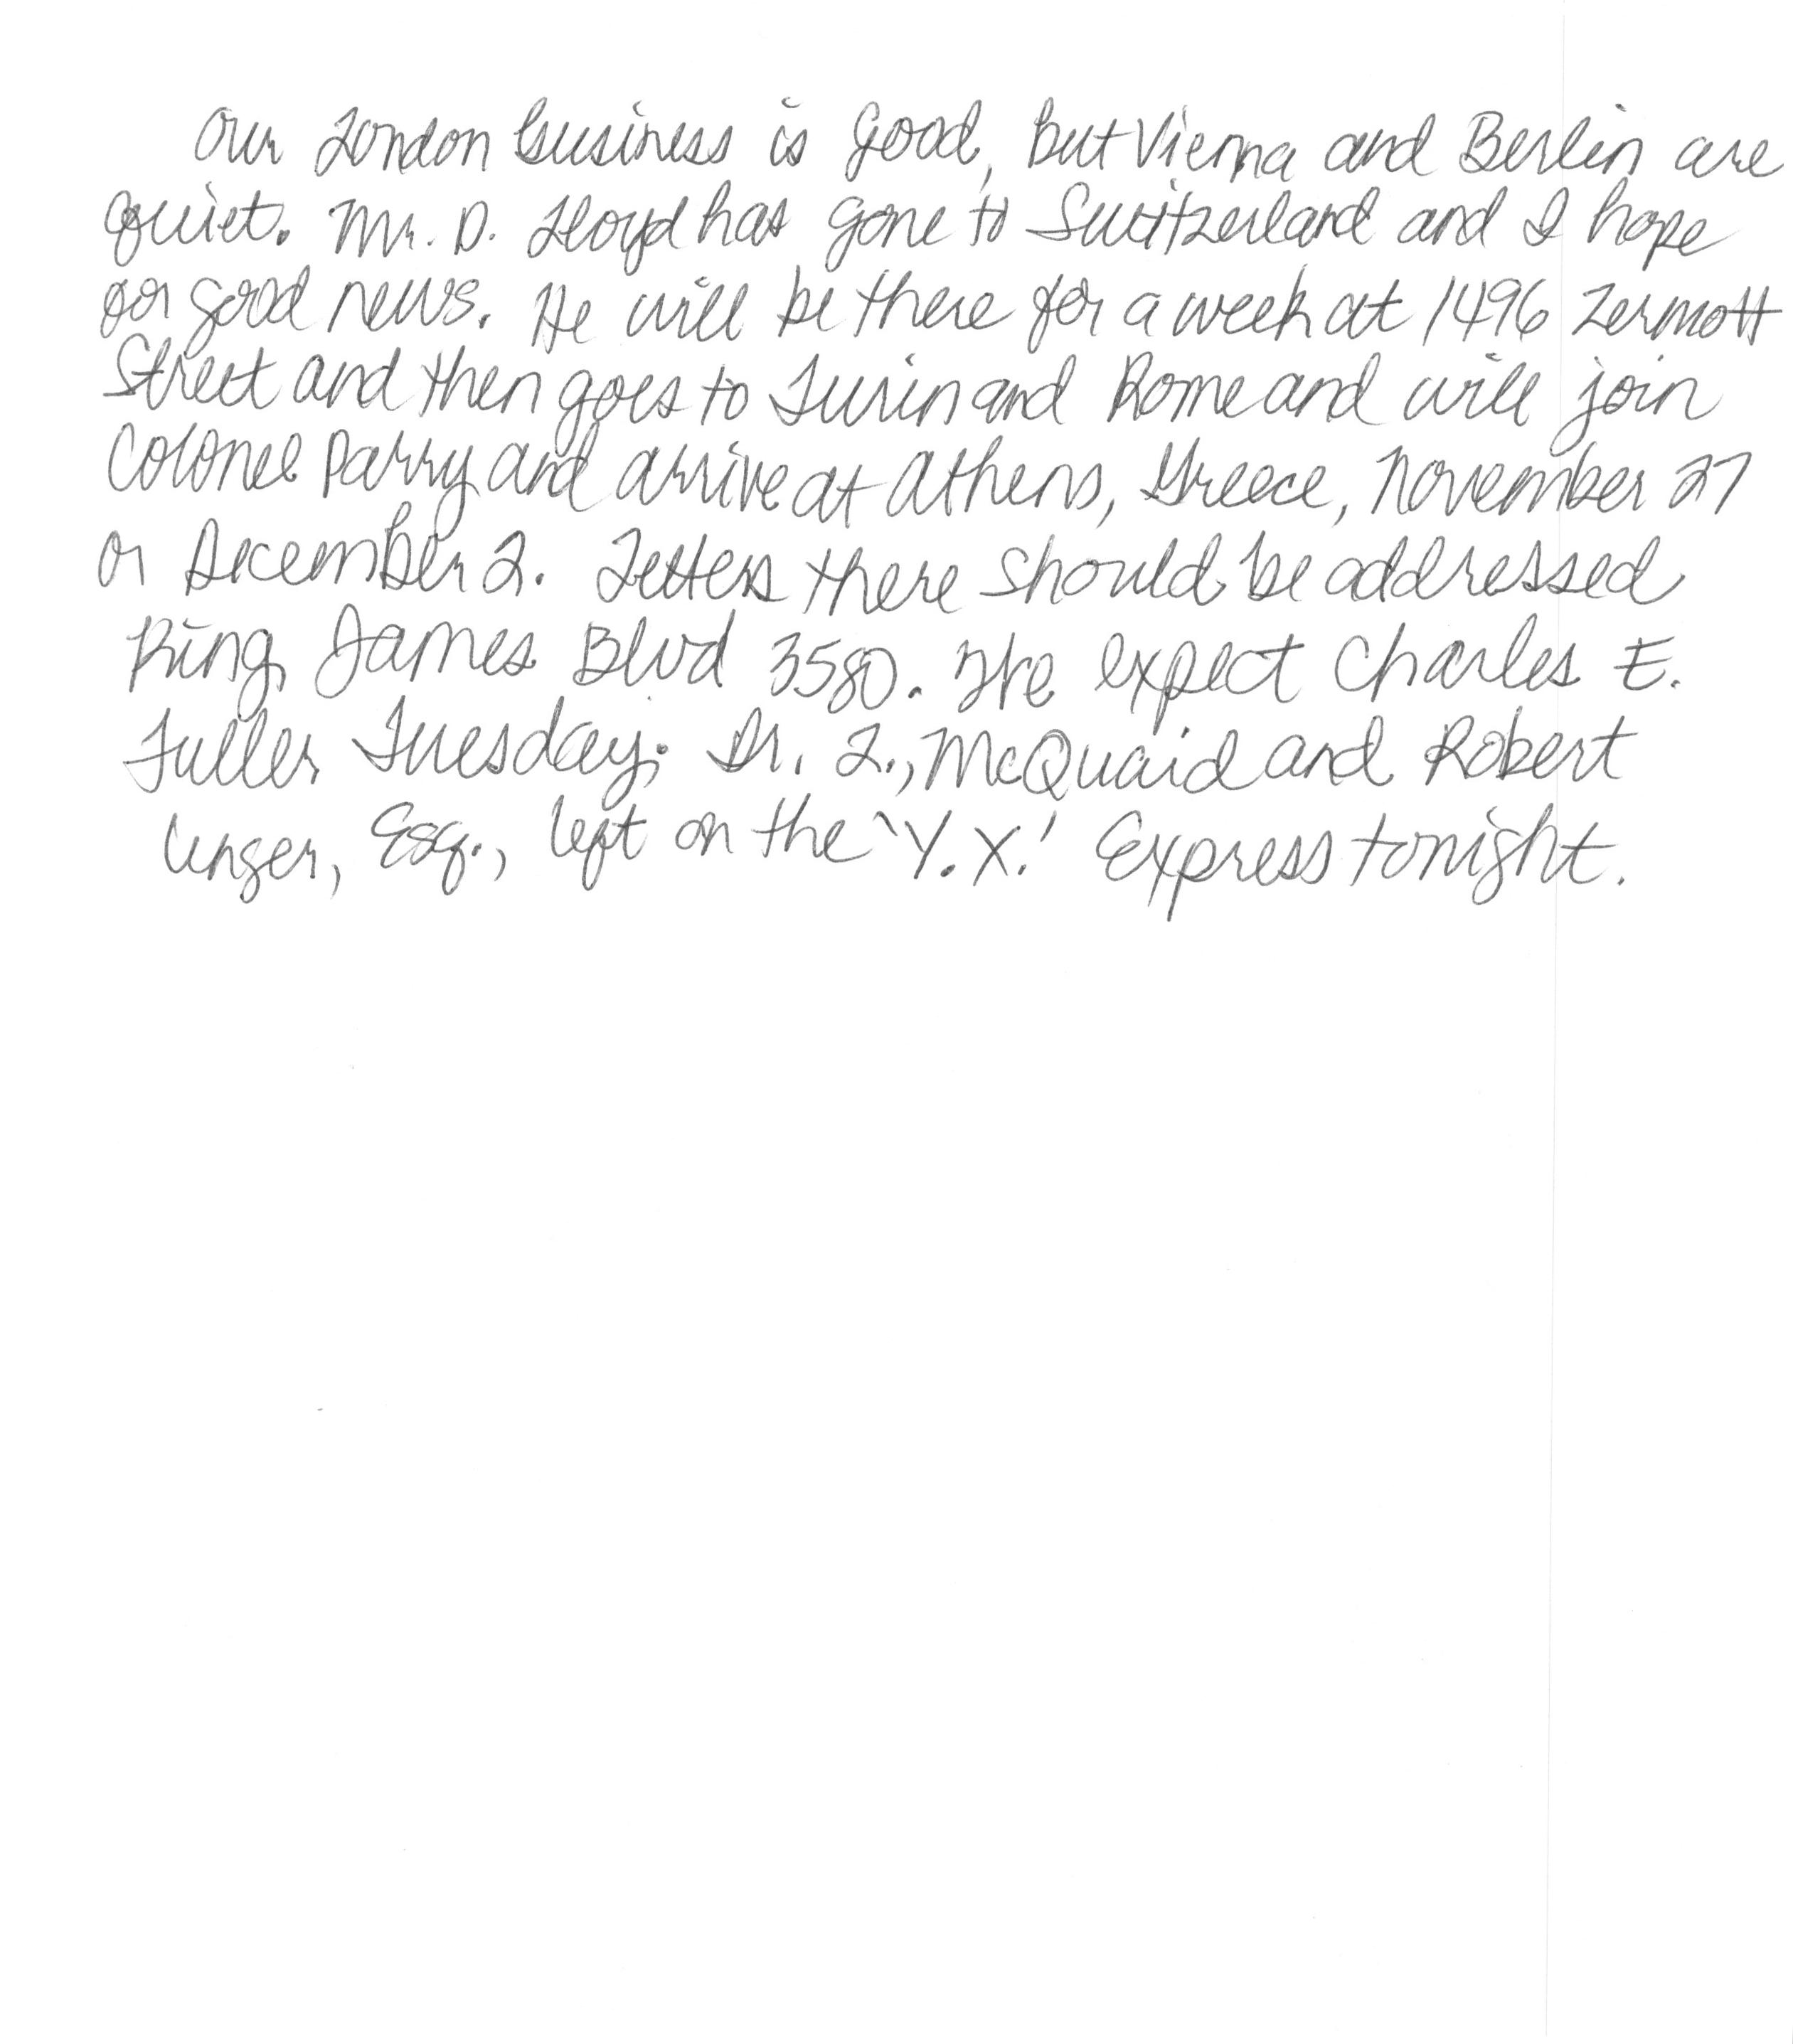 Our London business is good, but Vienna and Berlin are
quiet. Mr. D. Lloyd has gone to Switzerland and I hope
for good news. He will be there for a week at 1496 Zermott
Street and then goes to Turin and Rome and will join
Colonel Parry and arrive at Athens, Greece, November 27
or December 2. Letters there should be addressed
King James Blvd 3580. We expect Charles E.
Fuller Tuesday. Dr. L., McQuaid and Robert
Unger, Esq., left on the 'Y.X.' Express tonight.